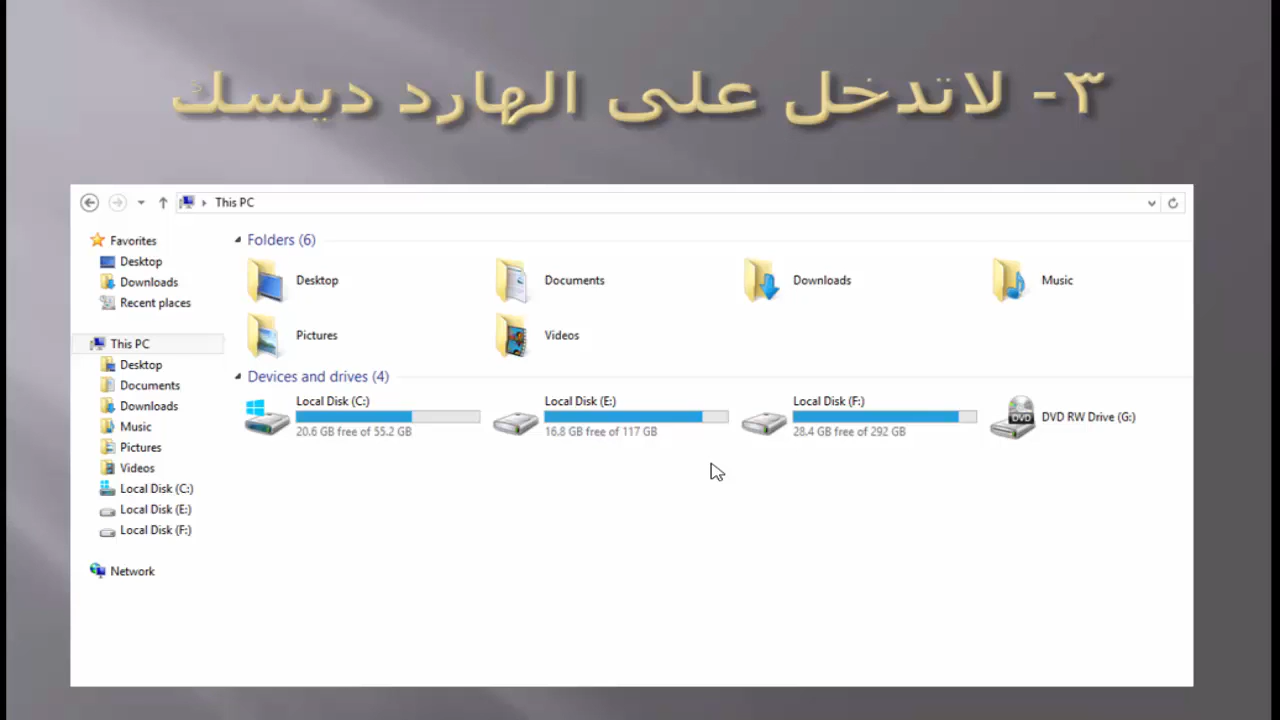 ٣- لاتدخل على الهارد ديسك
This PC
Favorites
Desktop
Downloads
Recent places
This PC
Desktop
Documents
Downloads
Music
Pictures
Videos
Local Disk (C:)
Local Disk (E:)
Local Disk (F:)
Network
Folders (6)
Desktop
Documents
Downloads
Music
Pictures
Videos
Devices and drives (4)
Local Disk (C:)
20.6 GB free of 55.2 GB
Local Disk (E:)
16.8 GB free of 117 GB
Local Disk (F:)
28.4 GB free of 292 GB
DVD
DVD RW Drive (G:)